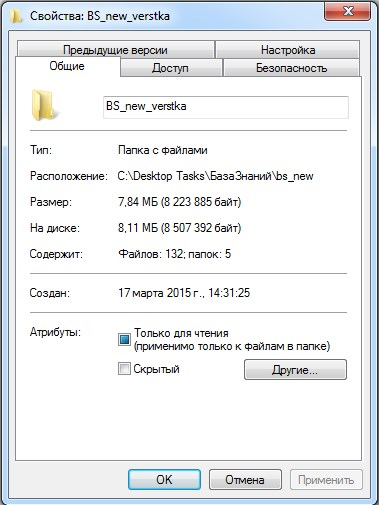 Свойства: BS_new_verstka
Предыдущие версии Настройка
Общие Доступ Безопасность
BS_new_verstka
Тип: Папка с файлами
Расположение: C:\Desktop Tasks\БазаЗнаний\bs_new
Размер: 7,84 МБ (8 223 885 байт)
На диске: 8,11 МБ (8 507 392 байт)
Содержит: Файлов: 132; папок: 5
Создан: 17 марта 2015 г., 14:31:25
Атрибуты: Только для чтения
(применимо только к файлам в папке)
Скрытый Другие...
OK Отмена Применить